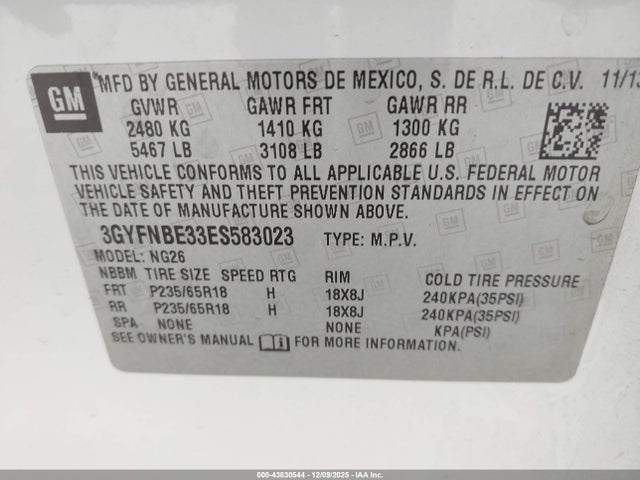 GM
*MFD BY GENERAL MOTORS DE MEXICO, S. DE R.L. DE C.V. 11/13
GVWR GAWR FRT GAWR RR
2480 KG 1410 KG 1300 KG
5467 LB 3108 LB 2866 LB
THIS VEHICLE CONFORMS TO ALL APPLICABLE U.S. FEDERAL MOTOR
VEHICLE SAFETY AND THEFT PREVENTION STANDARDS IN EFFECT ON
THE DATE OF MANUFACTURE SHOWN ABOVE.
3GYFNBE33ES583023 TYPE: M.P.V.
MODEL: NG26
NBBM TIRE SIZE SPEED RTG RIM COLD TIRE PRESSURE
FRT P235/65R18 H 18X8J 240KPA(35PSI)
RR P235/65R18 H 18X8J 240KPA(35PSI)
SPA NONE NONE KPA(PSI)
SEE OWNER'S MANUAL FOR MORE INFORMATION.
000-43830544 - 12/09/2025 - IAA Inc.